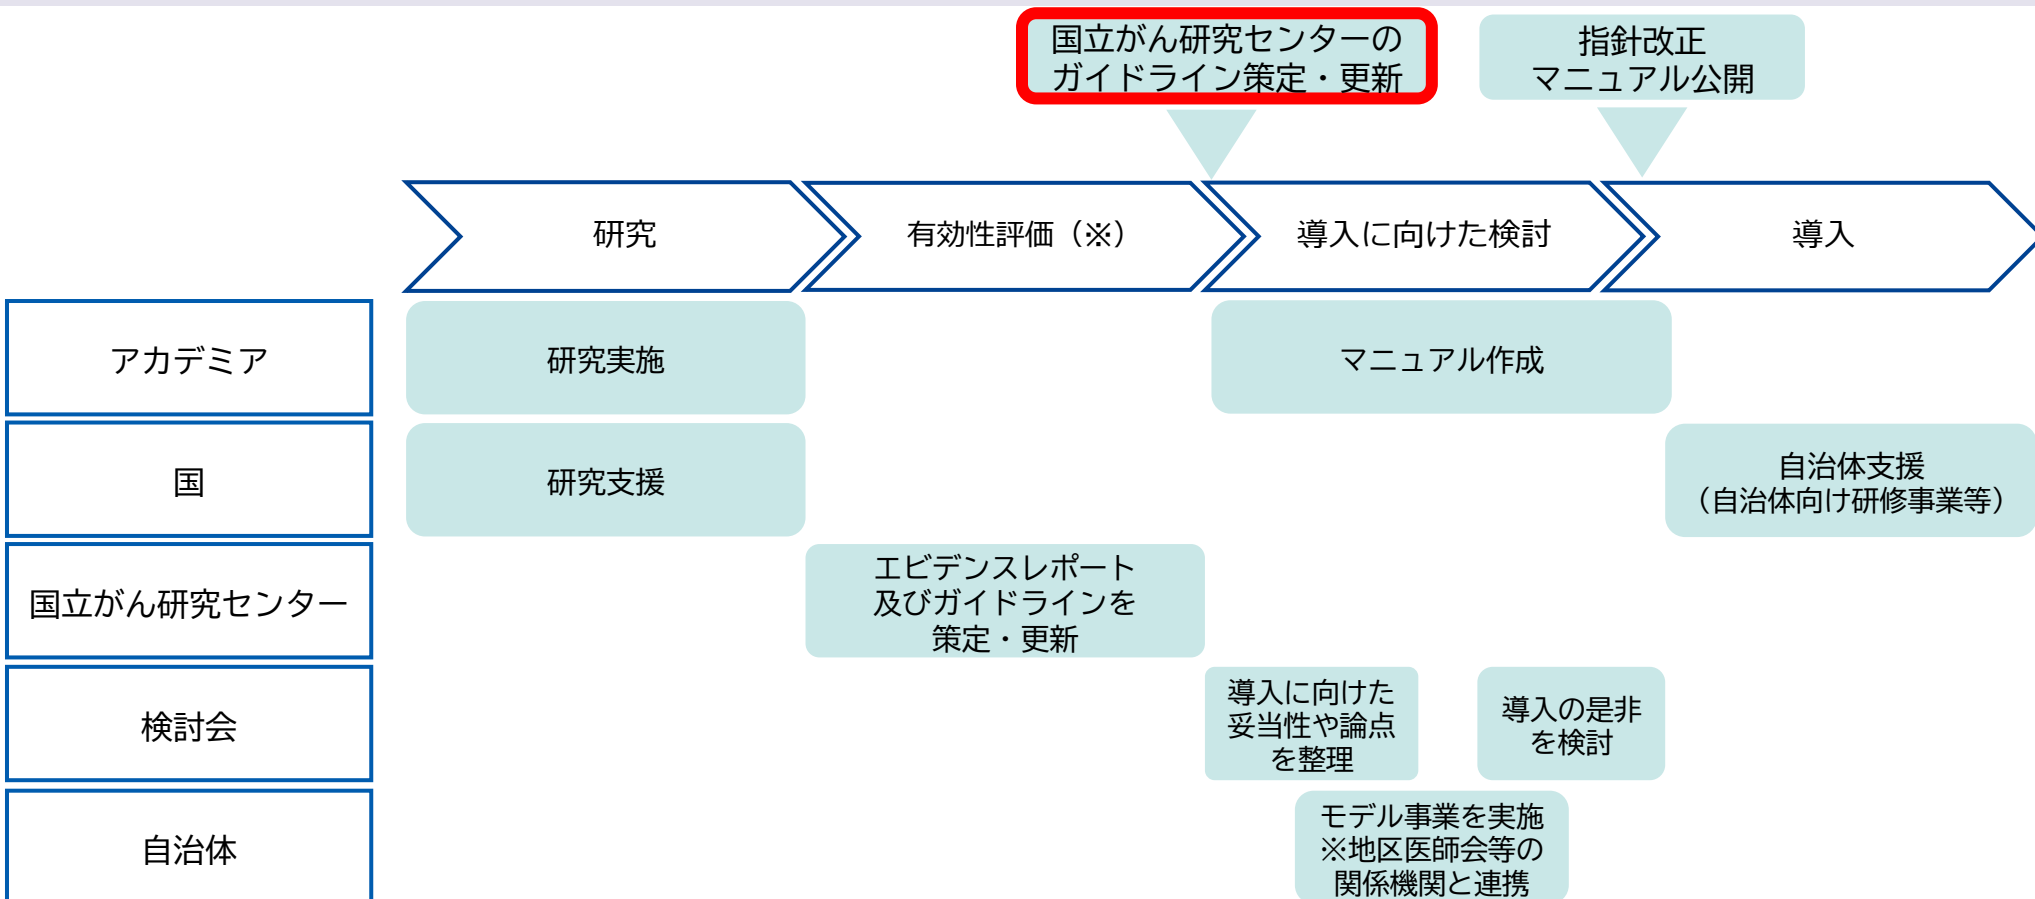 国立がん研究センターの
ガイドライン策定・更新
指針改正
マニュアル公開
研究
有効性評価（※）
導入に向けた検討
導入
アカデミア
研究実施
マニュアル作成
国
研究支援
自治体支援
（自治体向け研修事業等）
国立がん研究センター
エビデンスレポート
及びガイドラインを
策定・更新
検討会
導入に向けた
妥当性や論点
を整理
導入の是非
を検討
自治体
モデル事業を実施
※地区医師会等の
関係機関と連携